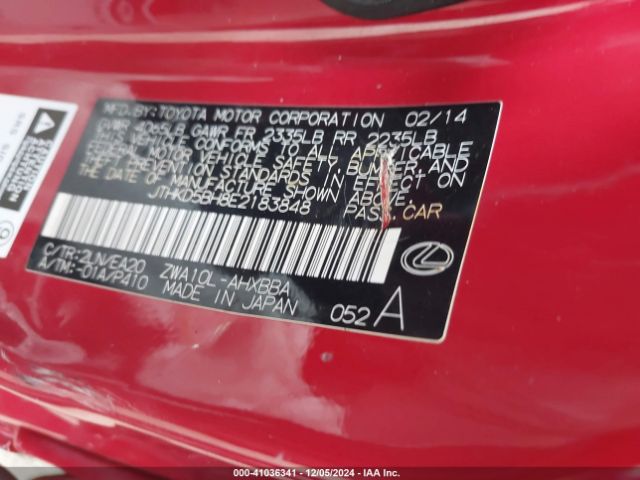 MFD.BY:TOYOTA MOTOR CORPORATION 02/14
GVWR 4065LB GAWR FR 2335LB RR 2235LB
THIS VEHICLE CONFORMS TO ALL APPLICABLE
FEDERAL MOTOR VEHICLE SAFETY, BUMPER, AND
THEFT PREVENTION STANDARDS IN EFFECT ON
THE DATE OF MANUFACTURE SHOWN ABOVE.
JTHKD5BH8E2183848 PASS.CAR
C/TR:2LN/EA20 ZWA10L-AHXBBA
A/TM:-01A/P410 MADE IN JAPAN
052 A
SRS
000-41036341 - 12/05/2024 - IAA Inc.